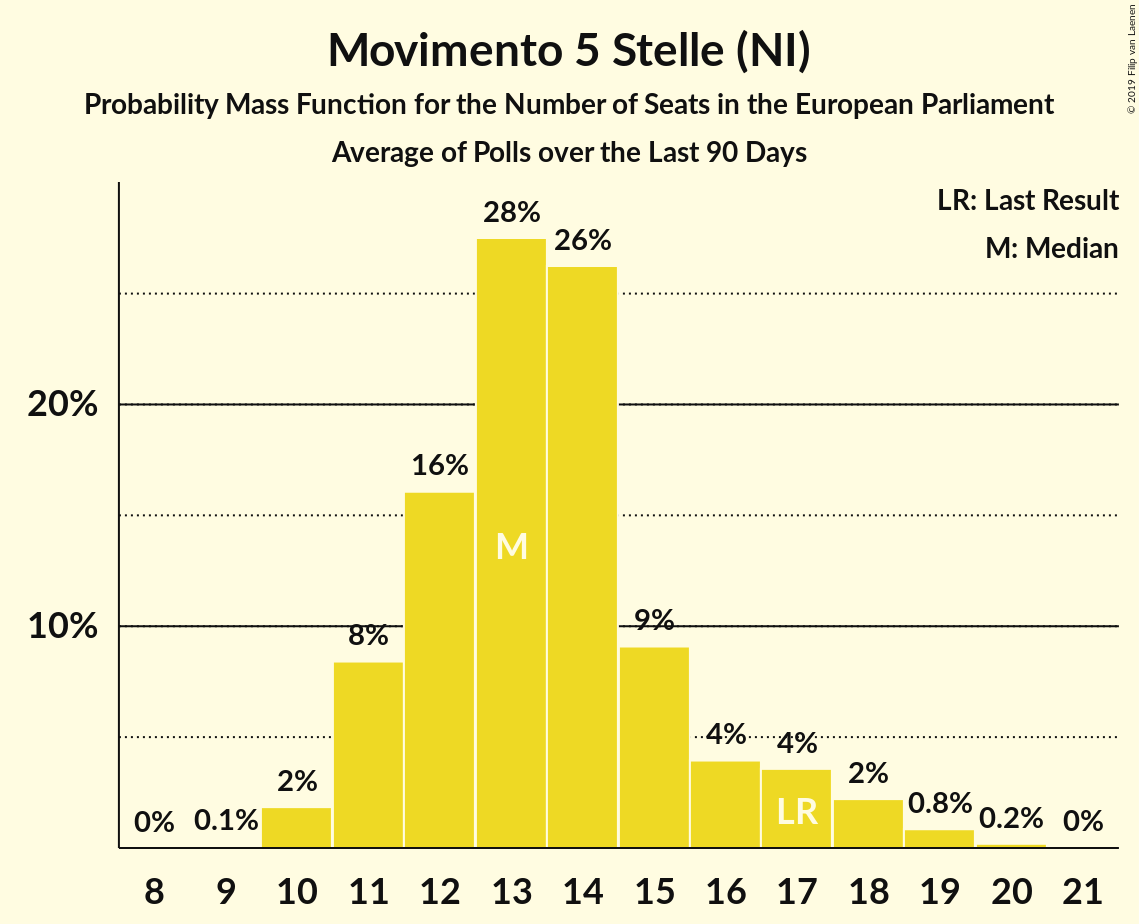 Movimento 5 Stelle (NI)
Probability Mass Function for the Number of Seats in the European Parliament
Average of Polls over the Last 90 Days
© 2019 Filip van Laenen
LR: Last Result
M: Median
28%
26%
20%
16%
M
10%
8%
9%
4%
4%
2%
2%
LR
0%
0.1%
0.8%
0.2%
0%
8 9 10 11 12 13 14 15 16 17 18 19 20 21